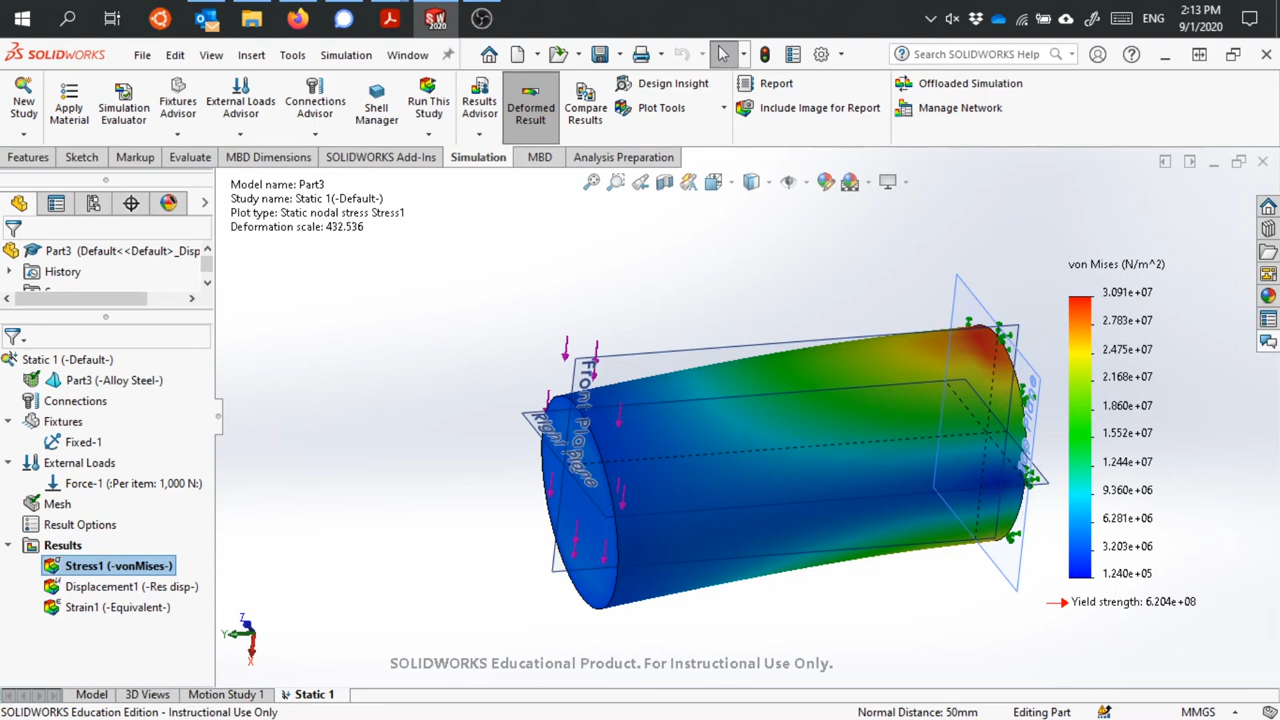 2:13 PM
ENG
9/1/2020
SW
2020
SOLIDWORKS
File
Edit
View
Insert
Tools
Simulation
Window
Search SOLIDWORKS Help
New Study
Apply Material
Simulation Evaluator
Fixtures Advisor
External Loads Advisor
Connections Advisor
Shell Manager
Run This Study
Results Advisor
Deformed Result
Compare Results
Design Insight
Plot Tools
Report
Include Image for Report
Offloaded Simulation
Manage Network
Features
Sketch
Markup
Evaluate
MBD Dimensions
SOLIDWORKS Add-Ins
Simulation
MBD
Analysis Preparation
Model name: Part3
Study name: Static 1(-Default-)
Plot type: Static nodal stress Stress1
Deformation scale: 432.536
Part3 (Default<<Default>_Disp
History
Static 1 (-Default-)
Part3 (-Alloy Steel-)
Connections
Fixtures
Fixed-1
External Loads
Force-1 (:Per item: 1,000 N:)
Mesh
Result Options
Results
Stress1 (-vonMises-)
Displacement1 (-Res disp-)
Strain1 (-Equivalent-)
Front Plane
Right Plane
von Mises (N/m^2)
3.091e+07
2.783e+07
2.475e+07
2.168e+07
1.860e+07
1.552e+07
1.244e+07
9.360e+06
6.281e+06
3.203e+06
1.240e+05
Yield strength: 6.204e+08
Z
Y
X
SOLIDWORKS Educational Product. For Instructional Use Only.
Model
3D Views
Motion Study 1
Static 1
SOLIDWORKS Education Edition - Instructional Use Only
Normal Distance: 50mm
Editing Part
MMGS